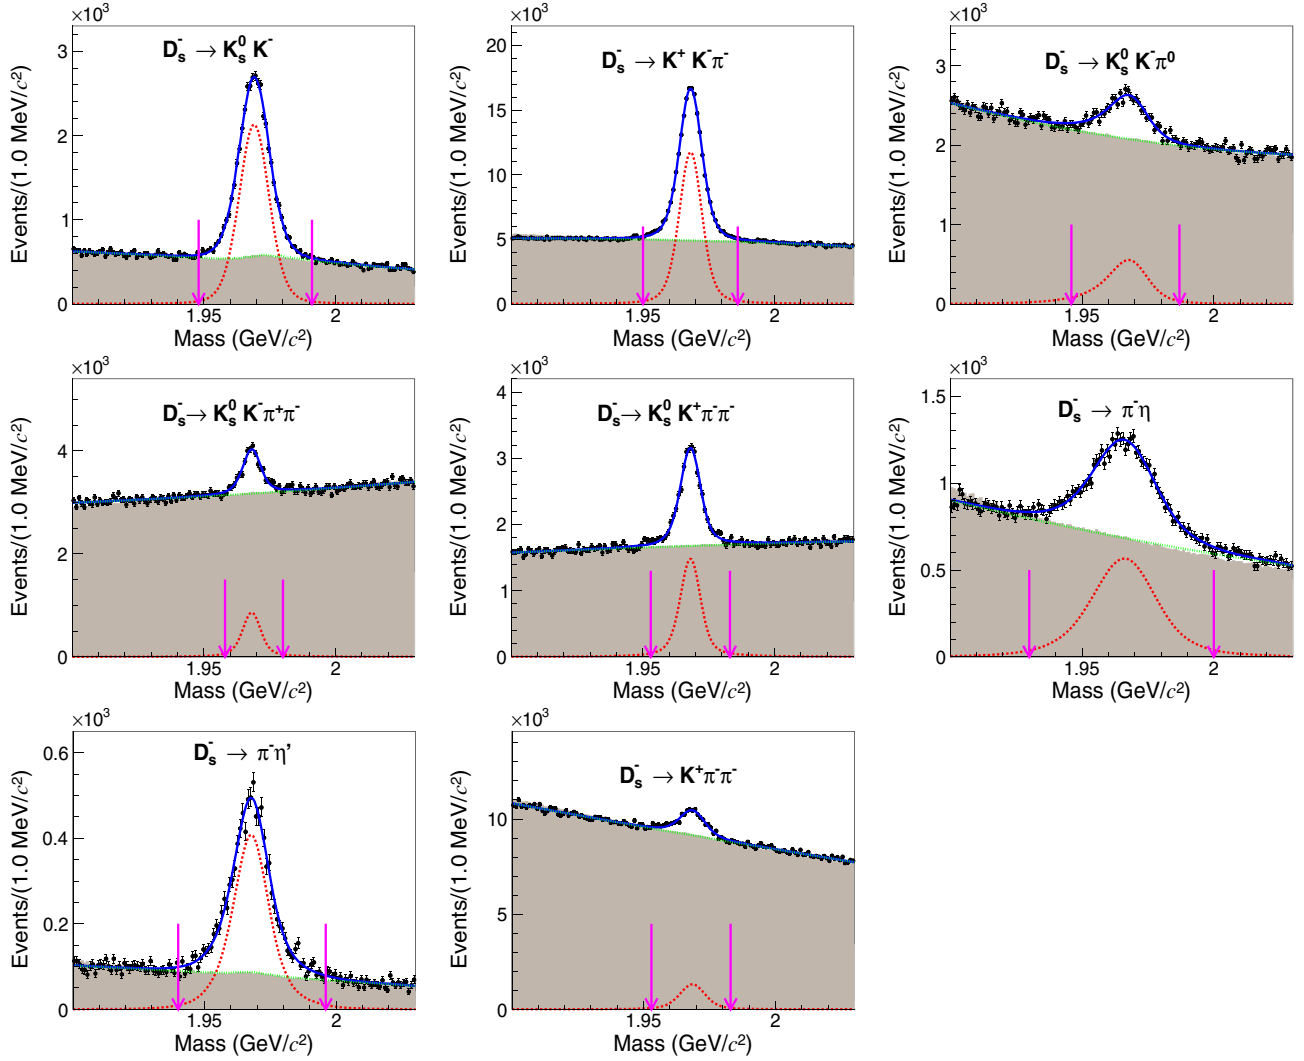 ×10³
D_s^- → K_s^0 K^-
Events/(1.0 MeV/c²)
3
2
1
0
1.95
2
Mass (GeV/c²)
×10³
D_s^- → K^+ K^- π^-
Events/(1.0 MeV/c²)
20
15
10
5
0
1.95
2
Mass (GeV/c²)
×10³
D_s^- → K_s^0 K^- π^0
Events/(1.0 MeV/c²)
3
2
1
0
1.95
2
Mass (GeV/c²)
×10³
D_s^- → K_s^0 K^- π^+ π^-
Events/(1.0 MeV/c²)
4
2
0
1.95
2
Mass (GeV/c²)
×10³
D_s^- → K_s^0 K^+ π^- π^-
Events/(1.0 MeV/c²)
4
3
2
1
0
1.95
2
Mass (GeV/c²)
×10³
D_s^- → π^- η
Events/(1.0 MeV/c²)
1.5
1
0.5
0
1.95
2
Mass (GeV/c²)
×10³
D_s^- → π^- η'
Events/(1.0 MeV/c²)
0.6
0.4
0.2
0
1.95
2
Mass (GeV/c²)
×10³
D_s^- → K^+ π^- π^-
Events/(1.0 MeV/c²)
10
5
0
1.95
2
Mass (GeV/c²)